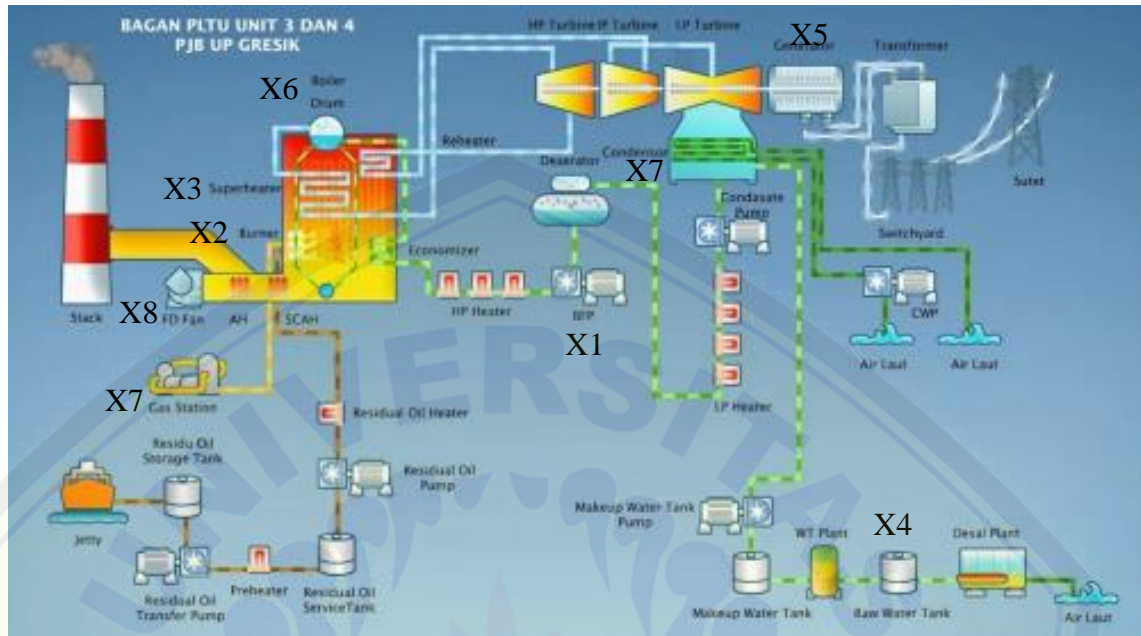 BAGAN PLTU UNIT 3 DAN 4
PJB UP GRESIK
HP Turbine IP Turbine LP Turbine
X5
Generator
Transformer
X6
Boiler
Drum
Reheater
Deaerator
Condensor
X7
X3
Superheater
Condasate
Pump
Sutet
Switchyard
X2
Burner
Economizer
HP Heater
BFP
CWP
Stack
X8
FD Fan
AH
SCAH
X1
Air Laut
Air Laut
X7
Gas Station
LP Heater
Residual Oil Heater
Residu Oil
Storage Tank
Residual Oil
Pump
Makeup Water Tank
Pump
X4
WT Plant
Desal Plant
Jetty
Preheater
Residual Oil
Transfer Pump
Residual Oil
ServiceTank
Makeup Water Tank
Raw Water Tank
Air Laut
UNIVERSITAS